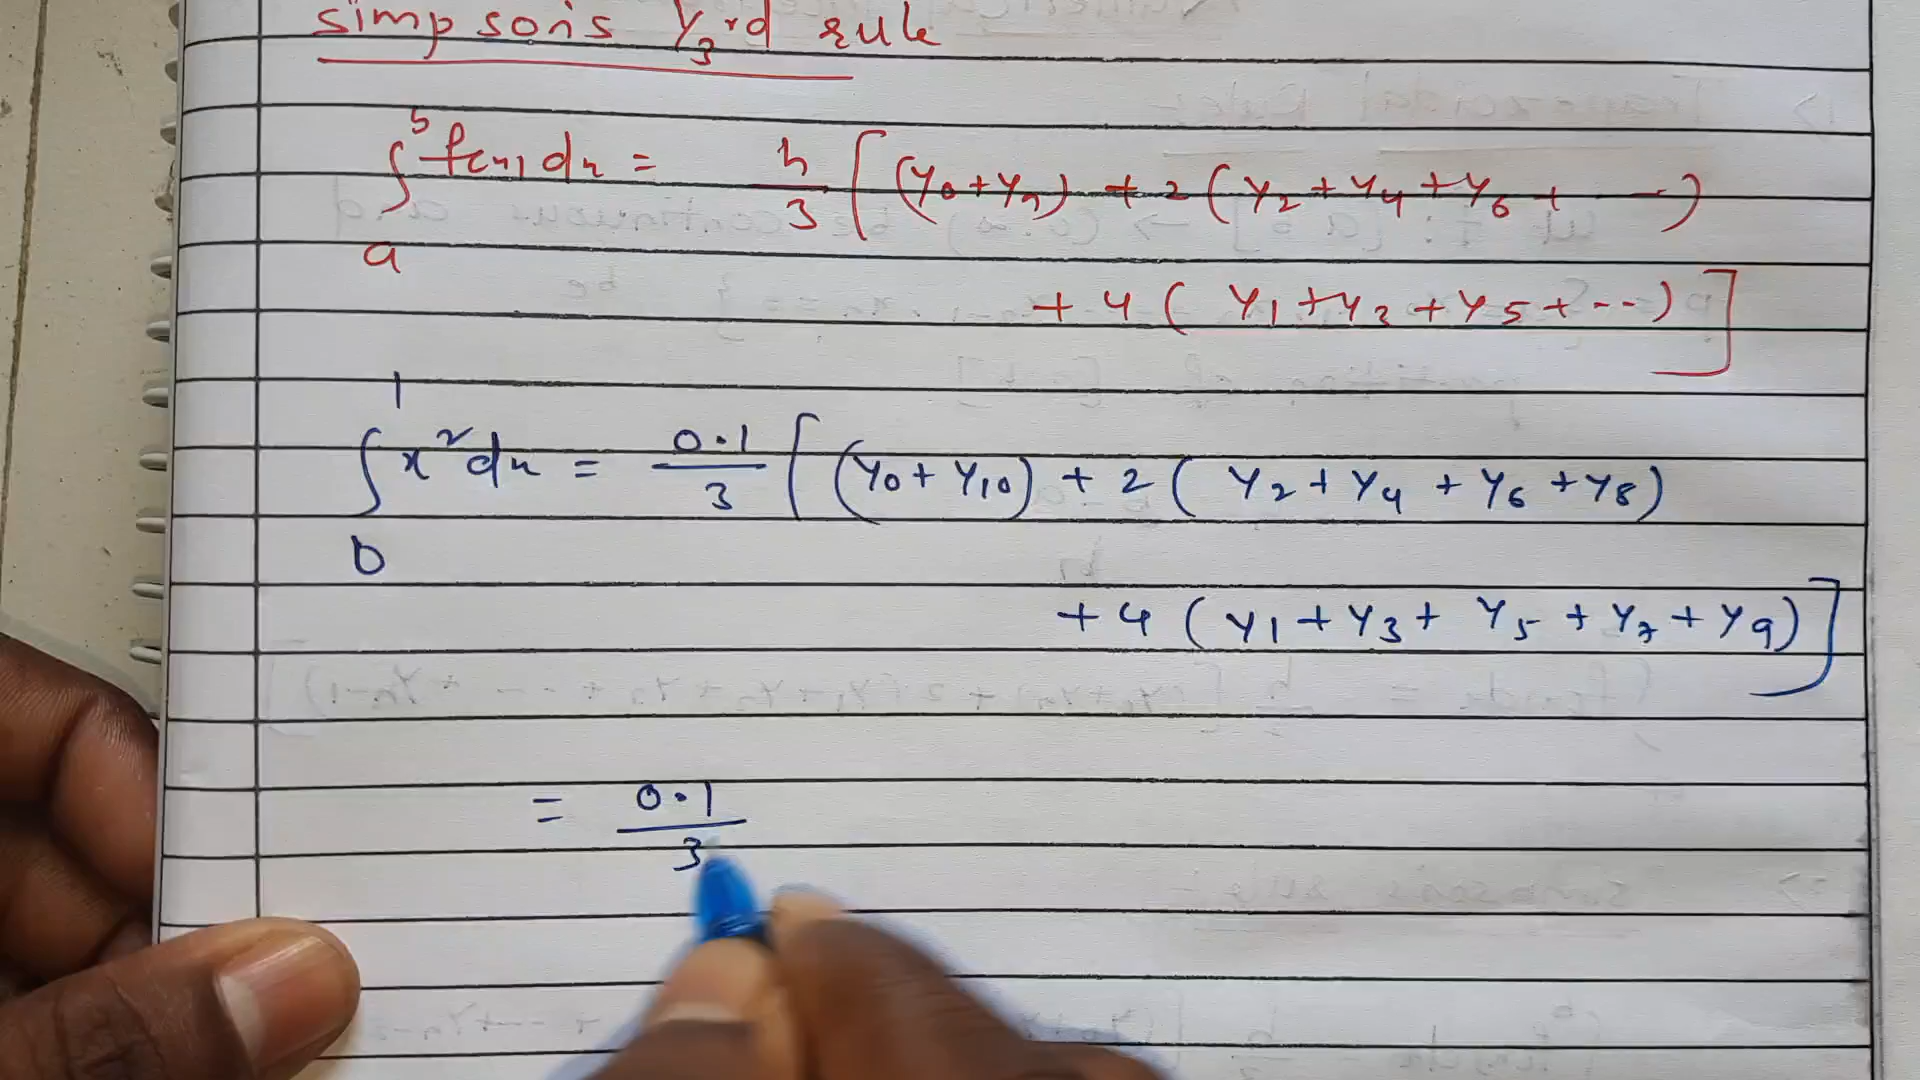 simpson's 1/3rd rule
∫ₐᵇ f(x) dx = h/3 [(y₀+yₙ) + 2(y₂+y₄+y₆+ ---)
+ 4 ( y₁+y₃+y₅+---)]
∫₀¹ x² dx = 0.1/3 [(y₀+y₁₀) + 2( y₂+y₄+y₆+y₈)
+ 4 (y₁+y₃+ y₅+y₇+y₉)]
= 0.1/3